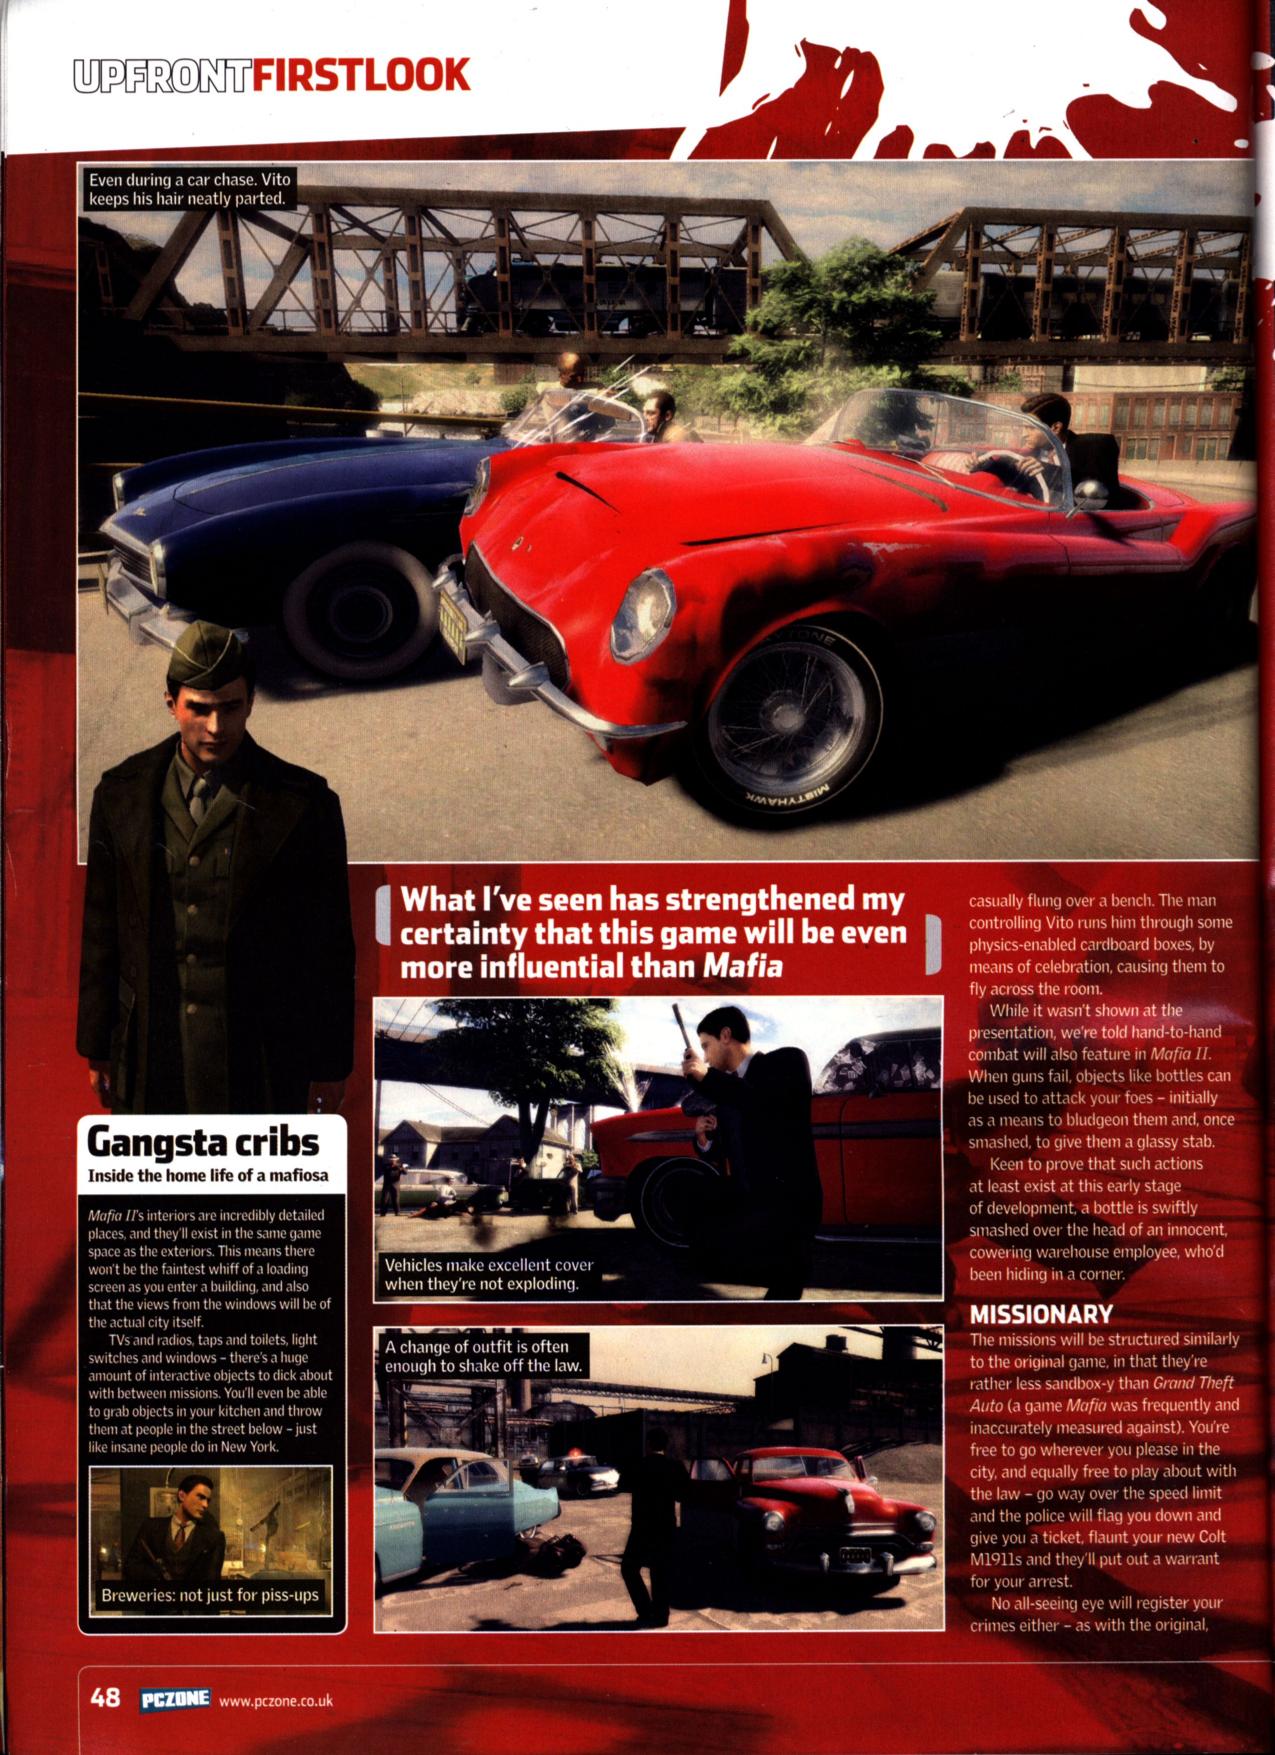 UPFRONTFIRSTLOOK
Even during a car chase. Vito
keeps his hair neatly parted.
MISTYHAWK
What I've seen has strengthened my
certainty that this game will be even
more influential than Mafia
Vehicles make excellent cover
when they're not exploding.
A change of outfit is often
enough to shake off the law.
Gangsta cribs
Inside the home life of a mafiosa
Mafia II's interiors are incredibly detailed
places, and they'll exist in the same game
space as the exteriors. This means there
won't be the faintest whiff of a loading
screen as you enter a building, and also
that the views from the windows will be of
the actual city itself.
TVs and radios, taps and toilets, light
switches and windows – there's a huge
amount of interactive objects to dick about
with between missions. You'll even be able
to grab objects in your kitchen and throw
them at people in the street below – just
like insane people do in New York.
Breweries: not just for piss-ups
casually flung over a bench. The man
controlling Vito runs him through some
physics-enabled cardboard boxes, by
means of celebration, causing them to
fly across the room.
While it wasn't shown at the
presentation, we're told hand-to-hand
combat will also feature in Mafia II.
When guns fail, objects like bottles can
be used to attack your foes – initially
as a means to bludgeon them and, once
smashed, to give them a glassy stab.
Keen to prove that such actions
at least exist at this early stage
of development, a bottle is swiftly
smashed over the head of an innocent,
cowering warehouse employee, who'd
been hiding in a corner.
MISSIONARY
The missions will be structured similarly
to the original game, in that they're
rather less sandbox-y than Grand Theft
Auto (a game Mafia was frequently and
inaccurately measured against). You're
free to go wherever you please in the
city, and equally free to play about with
the law – go way over the speed limit
and the police will flag you down and
give you a ticket, flaunt your new Colt
M1911s and they'll put out a warrant
for your arrest.
No all-seeing eye will register your
crimes either – as with the original,
48 PCZONE www.pczone.co.uk